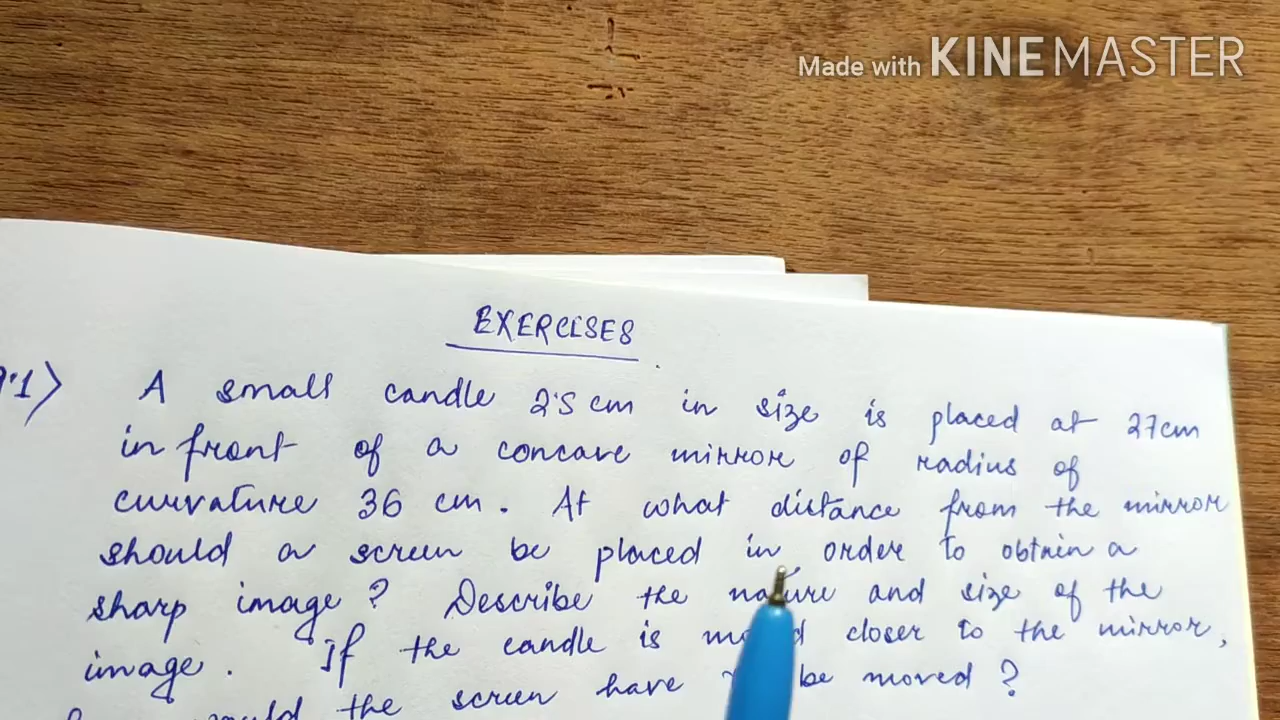 Made with KINEMASTER
EXERCISES
9.1) A small candle 2.5 cm in size is placed at 27cm
in front of a concave mirror of radius of
curvature 36 cm. At what distance from the mirror
should a screen be placed in order to obtain a
sharp image? Describe the nature and size of the
image. If the candle is moved closer to the mirror,
the screen have be moved?